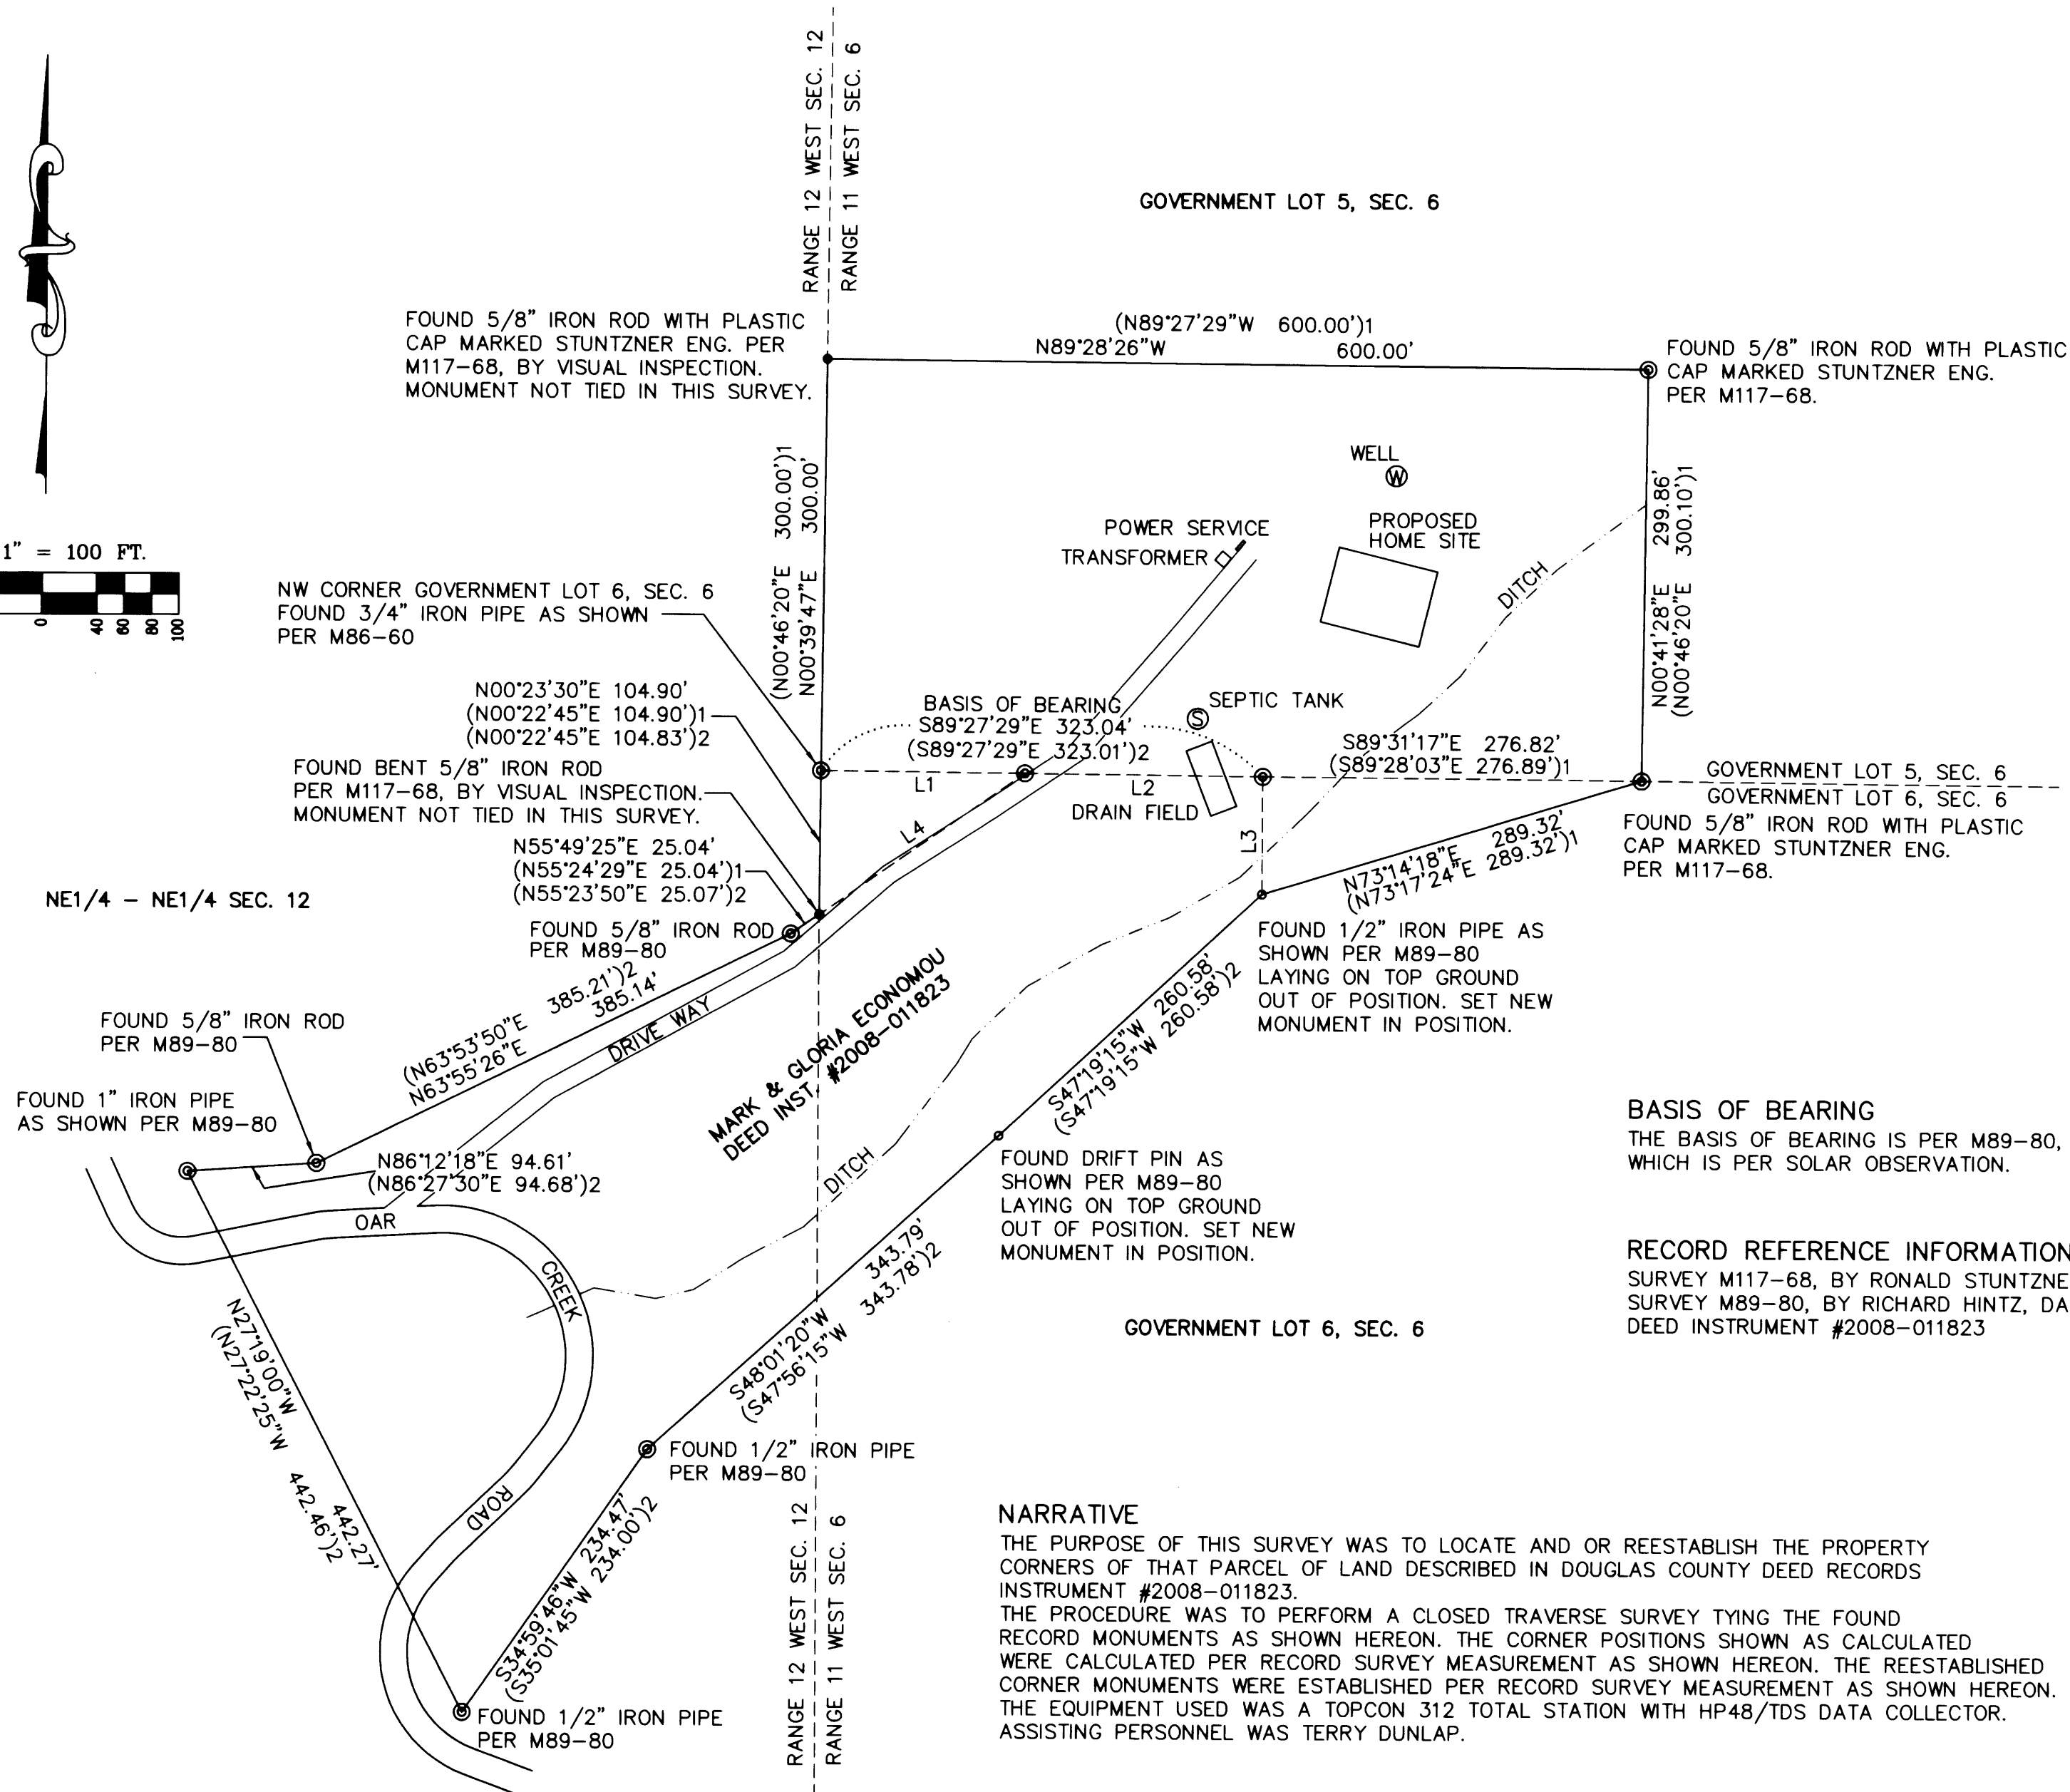 RANGE 12 WEST SEC. 12
RANGE 11 WEST SEC. 6
GOVERNMENT LOT 5, SEC. 6
FOUND 5/8" IRON ROD WITH PLASTIC
CAP MARKED STUNTZNER ENG. PER
M117-68, BY VISUAL INSPECTION.
MONUMENT NOT TIED IN THIS SURVEY.
(N89°27'29"W 600.00')1
N89°28'26"W 600.00'
FOUND 5/8" IRON ROD WITH PLASTIC
CAP MARKED STUNTZNER ENG.
PER M117-68.
(N00°46'20"E 300.00')1
N00°39'47"E 300.00'
WELL
W
POWER SERVICE
TRANSFORMER
PROPOSED
HOME SITE
DITCH
N00°41'28"E 299.86'
(N00°46'20"E 300.10')1
1" = 100 FT.
0 40 60 80 100
NW CORNER GOVERNMENT LOT 6, SEC. 6
FOUND 3/4" IRON PIPE AS SHOWN
PER M86-60
N00°23'30"E 104.90'
(N00°22'45"E 104.90')1
(N00°22'45"E 104.83')2
BASIS OF BEARING
S89°27'29"E 323.04'
(S89°27'29"E 323.01')2
SEPTIC TANK
S
S89°31'17"E 276.82'
(S89°28'03"E 276.89')1
GOVERNMENT LOT 5, SEC. 6
GOVERNMENT LOT 6, SEC. 6
L1
L2
DRAIN FIELD
L3
L4
FOUND BENT 5/8" IRON ROD
PER M117-68, BY VISUAL INSPECTION.
MONUMENT NOT TIED IN THIS SURVEY.
N55°49'25"E 25.04'
(N55°24'29"E 25.04')1
(N55°23'50"E 25.07')2
FOUND 5/8" IRON ROD WITH PLASTIC
CAP MARKED STUNTZNER ENG.
PER M117-68.
N73°14'18"E 289.32'
(N73°17'24"E 289.32')1
NE1/4 - NE1/4 SEC. 12
FOUND 5/8" IRON ROD
PER M89-80
FOUND 1/2" IRON PIPE AS
SHOWN PER M89-80
LAYING ON TOP GROUND
OUT OF POSITION. SET NEW
MONUMENT IN POSITION.
MARK & GLORIA ECONOMOU
DEED INST. #2008-011823
(N63°53'50"E 385.21')2
N63°55'26"E 385.14'
DRIVE WAY
FOUND 5/8" IRON ROD
PER M89-80
FOUND 1" IRON PIPE
AS SHOWN PER M89-80
N86°12'18"E 94.61'
(N86°27'30"E 94.68')2
S47°19'15"W 260.58'
(S47°19'15"W 260.58')2
BASIS OF BEARING
THE BASIS OF BEARING IS PER M89-80,
WHICH IS PER SOLAR OBSERVATION.
FOUND DRIFT PIN AS
SHOWN PER M89-80
LAYING ON TOP GROUND
OUT OF POSITION. SET NEW
MONUMENT IN POSITION.
DITCH
OAR
CREEK
ROAD
RECORD REFERENCE INFORMATION
SURVEY M117-68, BY RONALD STUNTZNE
SURVEY M89-80, BY RICHARD HINTZ, DA
DEED INSTRUMENT #2008-011823
GOVERNMENT LOT 6, SEC. 6
S48°01'20"W 343.79'
(S47°56'15"W 343.78')2
N27°19'00"W 442.27'
(N27°22'25"W 442.46')2
FOUND 1/2" IRON PIPE
PER M89-80
S34°59'46"W 234.47'
(S35°01'45"W 234.00')2
FOUND 1/2" IRON PIPE
PER M89-80
RANGE 12 WEST SEC. 12
RANGE 11 WEST SEC. 6
NARRATIVE
THE PURPOSE OF THIS SURVEY WAS TO LOCATE AND OR REESTABLISH THE PROPERTY
CORNERS OF THAT PARCEL OF LAND DESCRIBED IN DOUGLAS COUNTY DEED RECORDS
INSTRUMENT #2008-011823.
THE PROCEDURE WAS TO PERFORM A CLOSED TRAVERSE SURVEY TYING THE FOUND
RECORD MONUMENTS AS SHOWN HEREON. THE CORNER POSITIONS SHOWN AS CALCULATED
WERE CALCULATED PER RECORD SURVEY MEASUREMENT AS SHOWN HEREON. THE REESTABLISHED
CORNER MONUMENTS WERE ESTABLISHED PER RECORD SURVEY MEASUREMENT AS SHOWN HEREON.
THE EQUIPMENT USED WAS A TOPCON 312 TOTAL STATION WITH HP48/TDS DATA COLLECTOR.
ASSISTING PERSONNEL WAS TERRY DUNLAP.